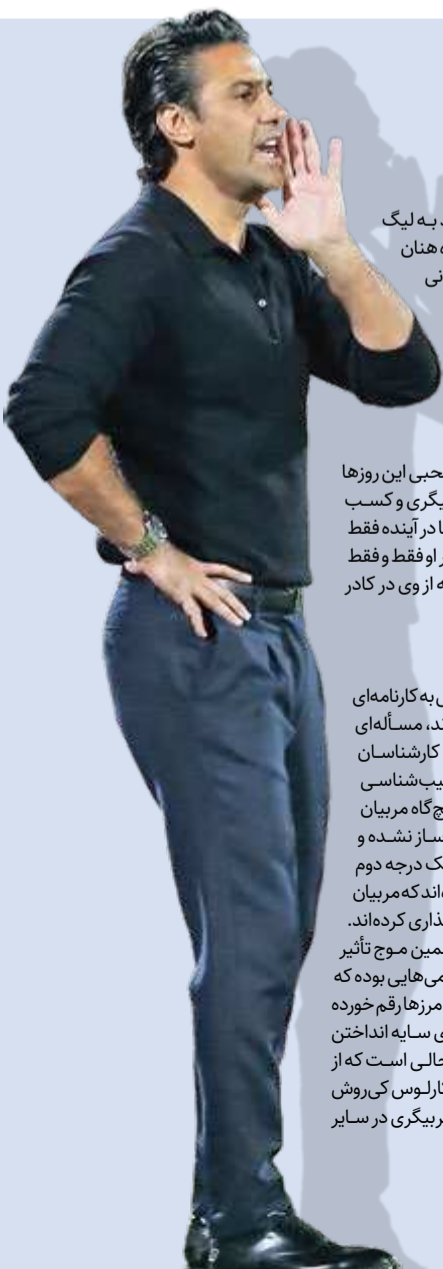 به لیگ
هنان
نی
حبی این روزها
یگری و کسب
ا در آینده فقط
ر او فقط و فقط
ه از وی در کادر
ی به کارنامه‌ای
ند، مسأله‌ای
کارشناسان
یب‌شناسی
چ‌گاه مربیان
ساز نشده و
ک درجه دوم
ه‌اند که مربیان
ذاری کرده‌اند.
مین موج تأثیر
می‌هایی بوده که
مرزها رقم خورده
ی سایه انداختن
حالی است که از
کارلوس کی‌روش
ربیگری در سایر